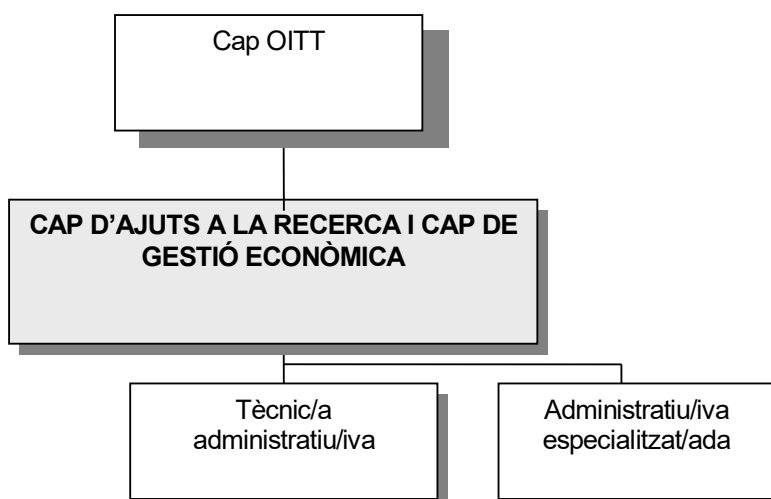 Cap OITT
CAP D’AJUTS A LA RECERCA I CAP DE
GESTIÓ ECONÒMICA
Tècnic/a
administratiu/iva
Administratiu/iva
especialitzat/ada